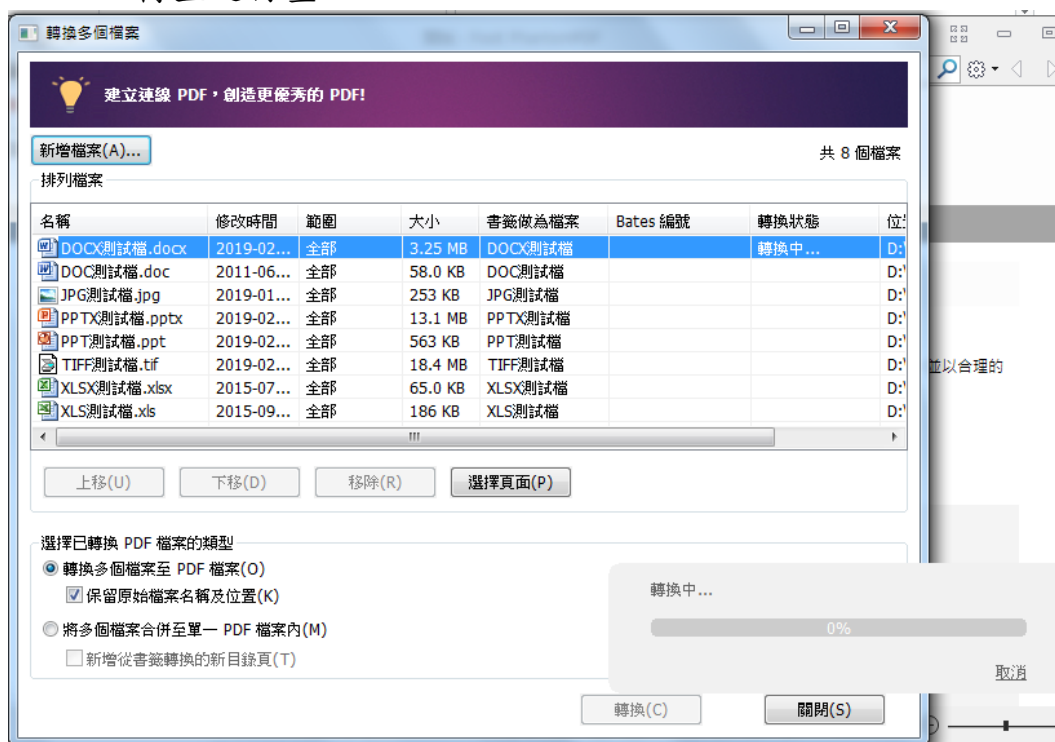 轉換多個檔案
建立連線 PDF，創造更優秀的 PDF!
新增檔案(A)...
共 8 個檔案
排列檔案
名稱 修改時間 範圍 大小 書籤做為檔案 Bates 編號 轉換狀態
DOCX測試檔.docx 2019-02... 全部 3.25 MB DOCX測試檔 轉換中... D:\
DOC測試檔.doc 2011-06... 全部 58.0 KB DOC測試檔 D:\
JPG測試檔.jpg 2019-01... 全部 253 KB JPG測試檔 D:\
PPTX測試檔.pptx 2019-02... 全部 13.1 MB PPTX測試檔 D:\
PPT測試檔.ppt 2019-02... 全部 563 KB PPT測試檔 D:\
TIFF測試檔.tif 2019-02... 全部 18.4 MB TIFF測試檔 D:\
XLSX測試檔.xlsx 2015-07... 全部 65.0 KB XLSX測試檔 D:\
XLS測試檔.xls 2015-09... 全部 186 KB XLS測試檔 D:\
並以合理的
上移(U) 下移(D) 移除(R) 選擇頁面(P)
選擇已轉換 PDF 檔案的類型
轉換多個檔案至 PDF 檔案(O)
保留原始檔案名稱及位置(K)
將多個檔案合併至單一 PDF 檔案內(M)
新增從書籤轉換的新目錄頁(T)
轉換中...
0%
取消
轉換(C) 關閉(S)